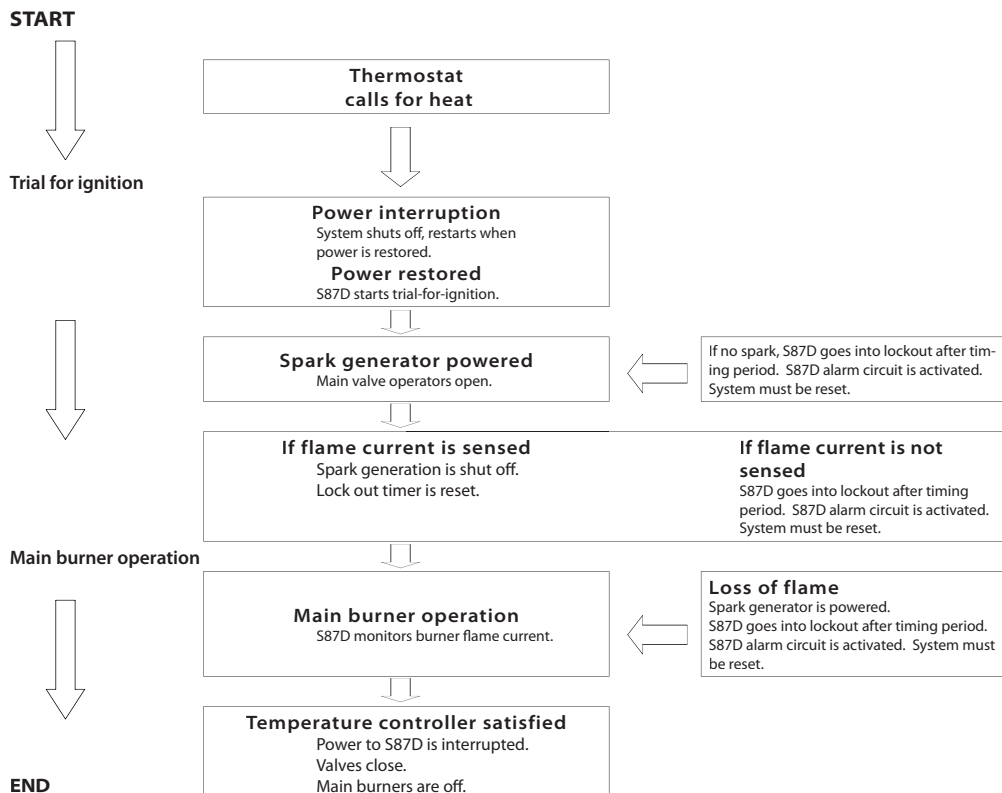 START
Thermostat
calls for heat
Trial for ignition
Power interruption
System shuts off, restarts when
power is restored.
Power restored
S87D starts trial-for-ignition.
Spark generator powered
Main valve operators open.
If no spark, S87D goes into lockout after tim-
ing period. S87D alarm circuit is activated.
System must be reset.
If flame current is sensed
Spark generation is shut off.
Lock out timer is reset.
If flame current is not
sensed
S87D goes into lockout after timing
period. S87D alarm circuit is activated.
System must be reset.
Main burner operation
Main burner operation
S87D monitors burner flame current.
Loss of flame
Spark generator is powered.
S87D goes into lockout after timing period.
S87D alarm circuit is activated. System must
be reset.
Temperature controller satisfied
Power to S87D is interrupted.
Valves close.
Main burners are off.
END